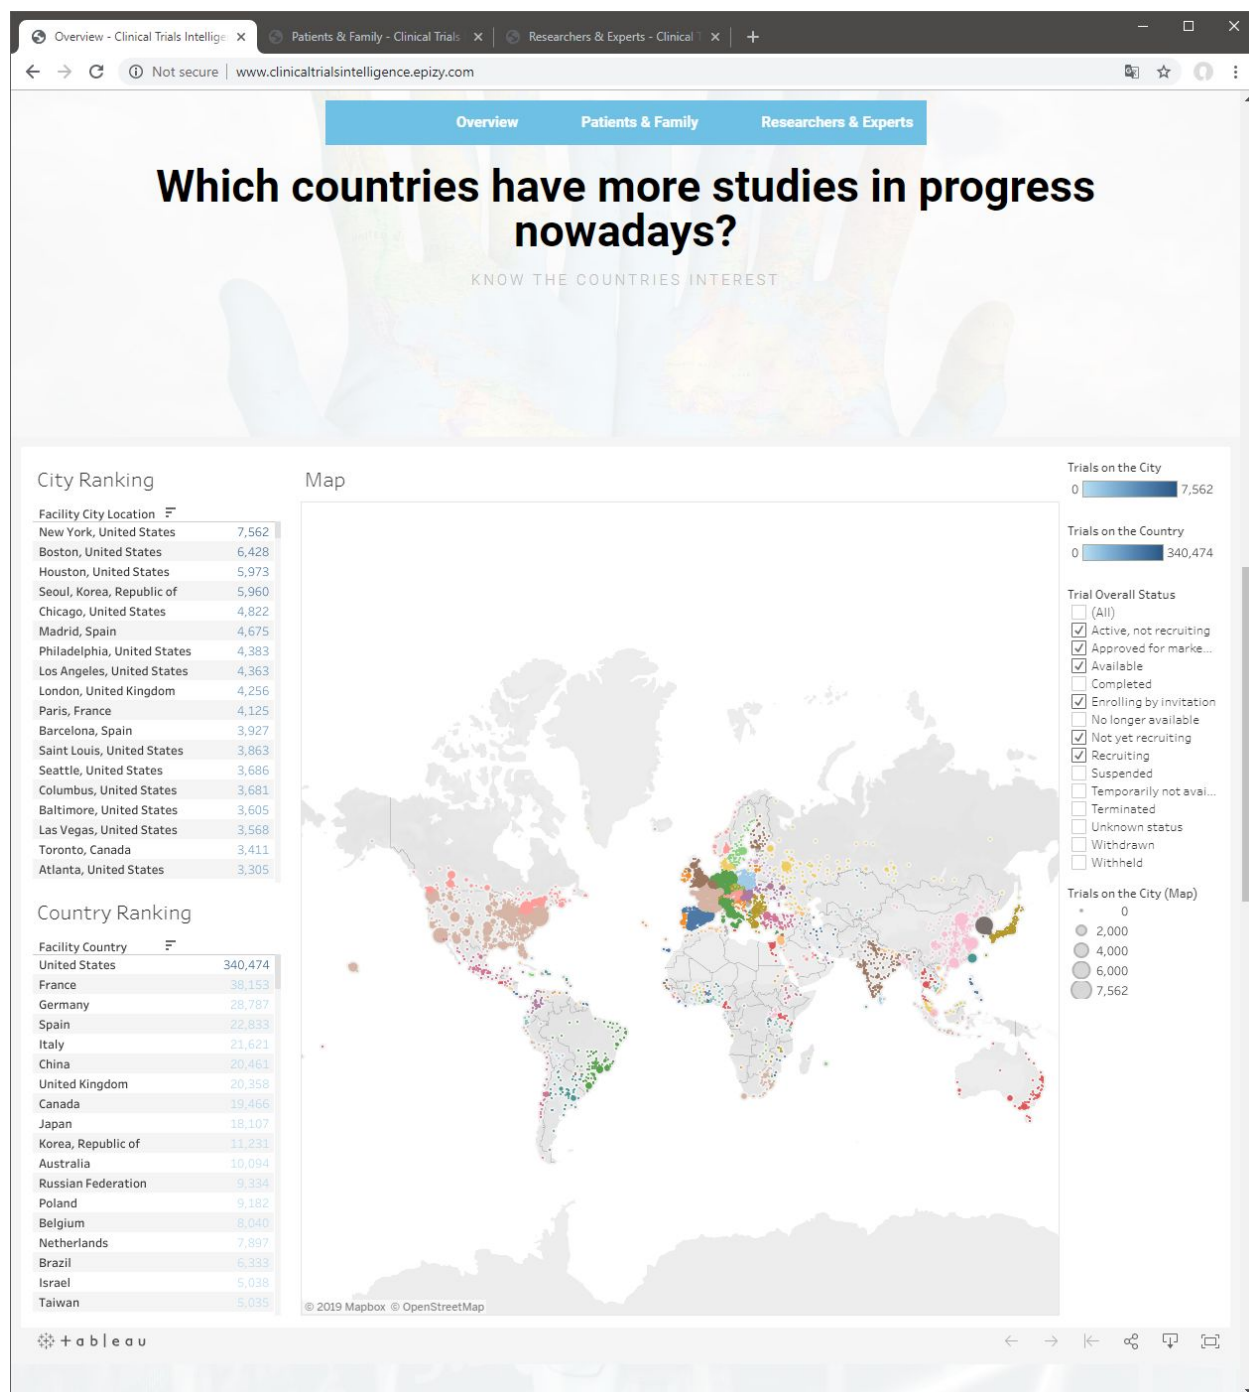 Overview - Clinical Trials Intellige
Patients & Family - Clinical Trials
Researchers & Experts - Clinical T
Not secure | www.clinicaltrialsintelligence.epizy.com
Overview Patients & Family Researchers & Experts
Which countries have more studies in progress
nowadays?
KNOW THE COUNTRIES INTEREST
City Ranking
Facility City Location
New York, United States 7,562
Boston, United States 6,428
Houston, United States 5,973
Seoul, Korea, Republic of 5,960
Chicago, United States 4,822
Madrid, Spain 4,675
Philadelphia, United States 4,383
Los Angeles, United States 4,363
London, United Kingdom 4,256
Paris, France 4,125
Barcelona, Spain 3,927
Saint Louis, United States 3,863
Seattle, United States 3,686
Columbus, United States 3,681
Baltimore, United States 3,605
Las Vegas, United States 3,568
Toronto, Canada 3,411
Atlanta, United States 3,305
Country Ranking
Facility Country
United States 340,474
France 38,153
Germany 28,787
Spain 22,833
Italy 21,621
China 20,461
United Kingdom 20,358
Canada 19,466
Japan 18,107
Korea, Republic of 11,231
Australia 10,094
Russian Federation 9,334
Poland 9,182
Belgium 8,040
Netherlands 7,897
Brazil 6,333
Israel 5,038
Taiwan 5,035
Map
© 2019 Mapbox © OpenStreetMap
Trials on the City
0 7,562
Trials on the Country
0 340,474
Trial Overall Status
(All)
Active, not recruiting
Approved for marke...
Available
Completed
Enrolling by invitation
No longer available
Not yet recruiting
Recruiting
Suspended
Temporarily not avai...
Terminated
Unknown status
Withdrawn
Withheld
Trials on the City (Map)
0
2,000
4,000
6,000
7,562
+ableau